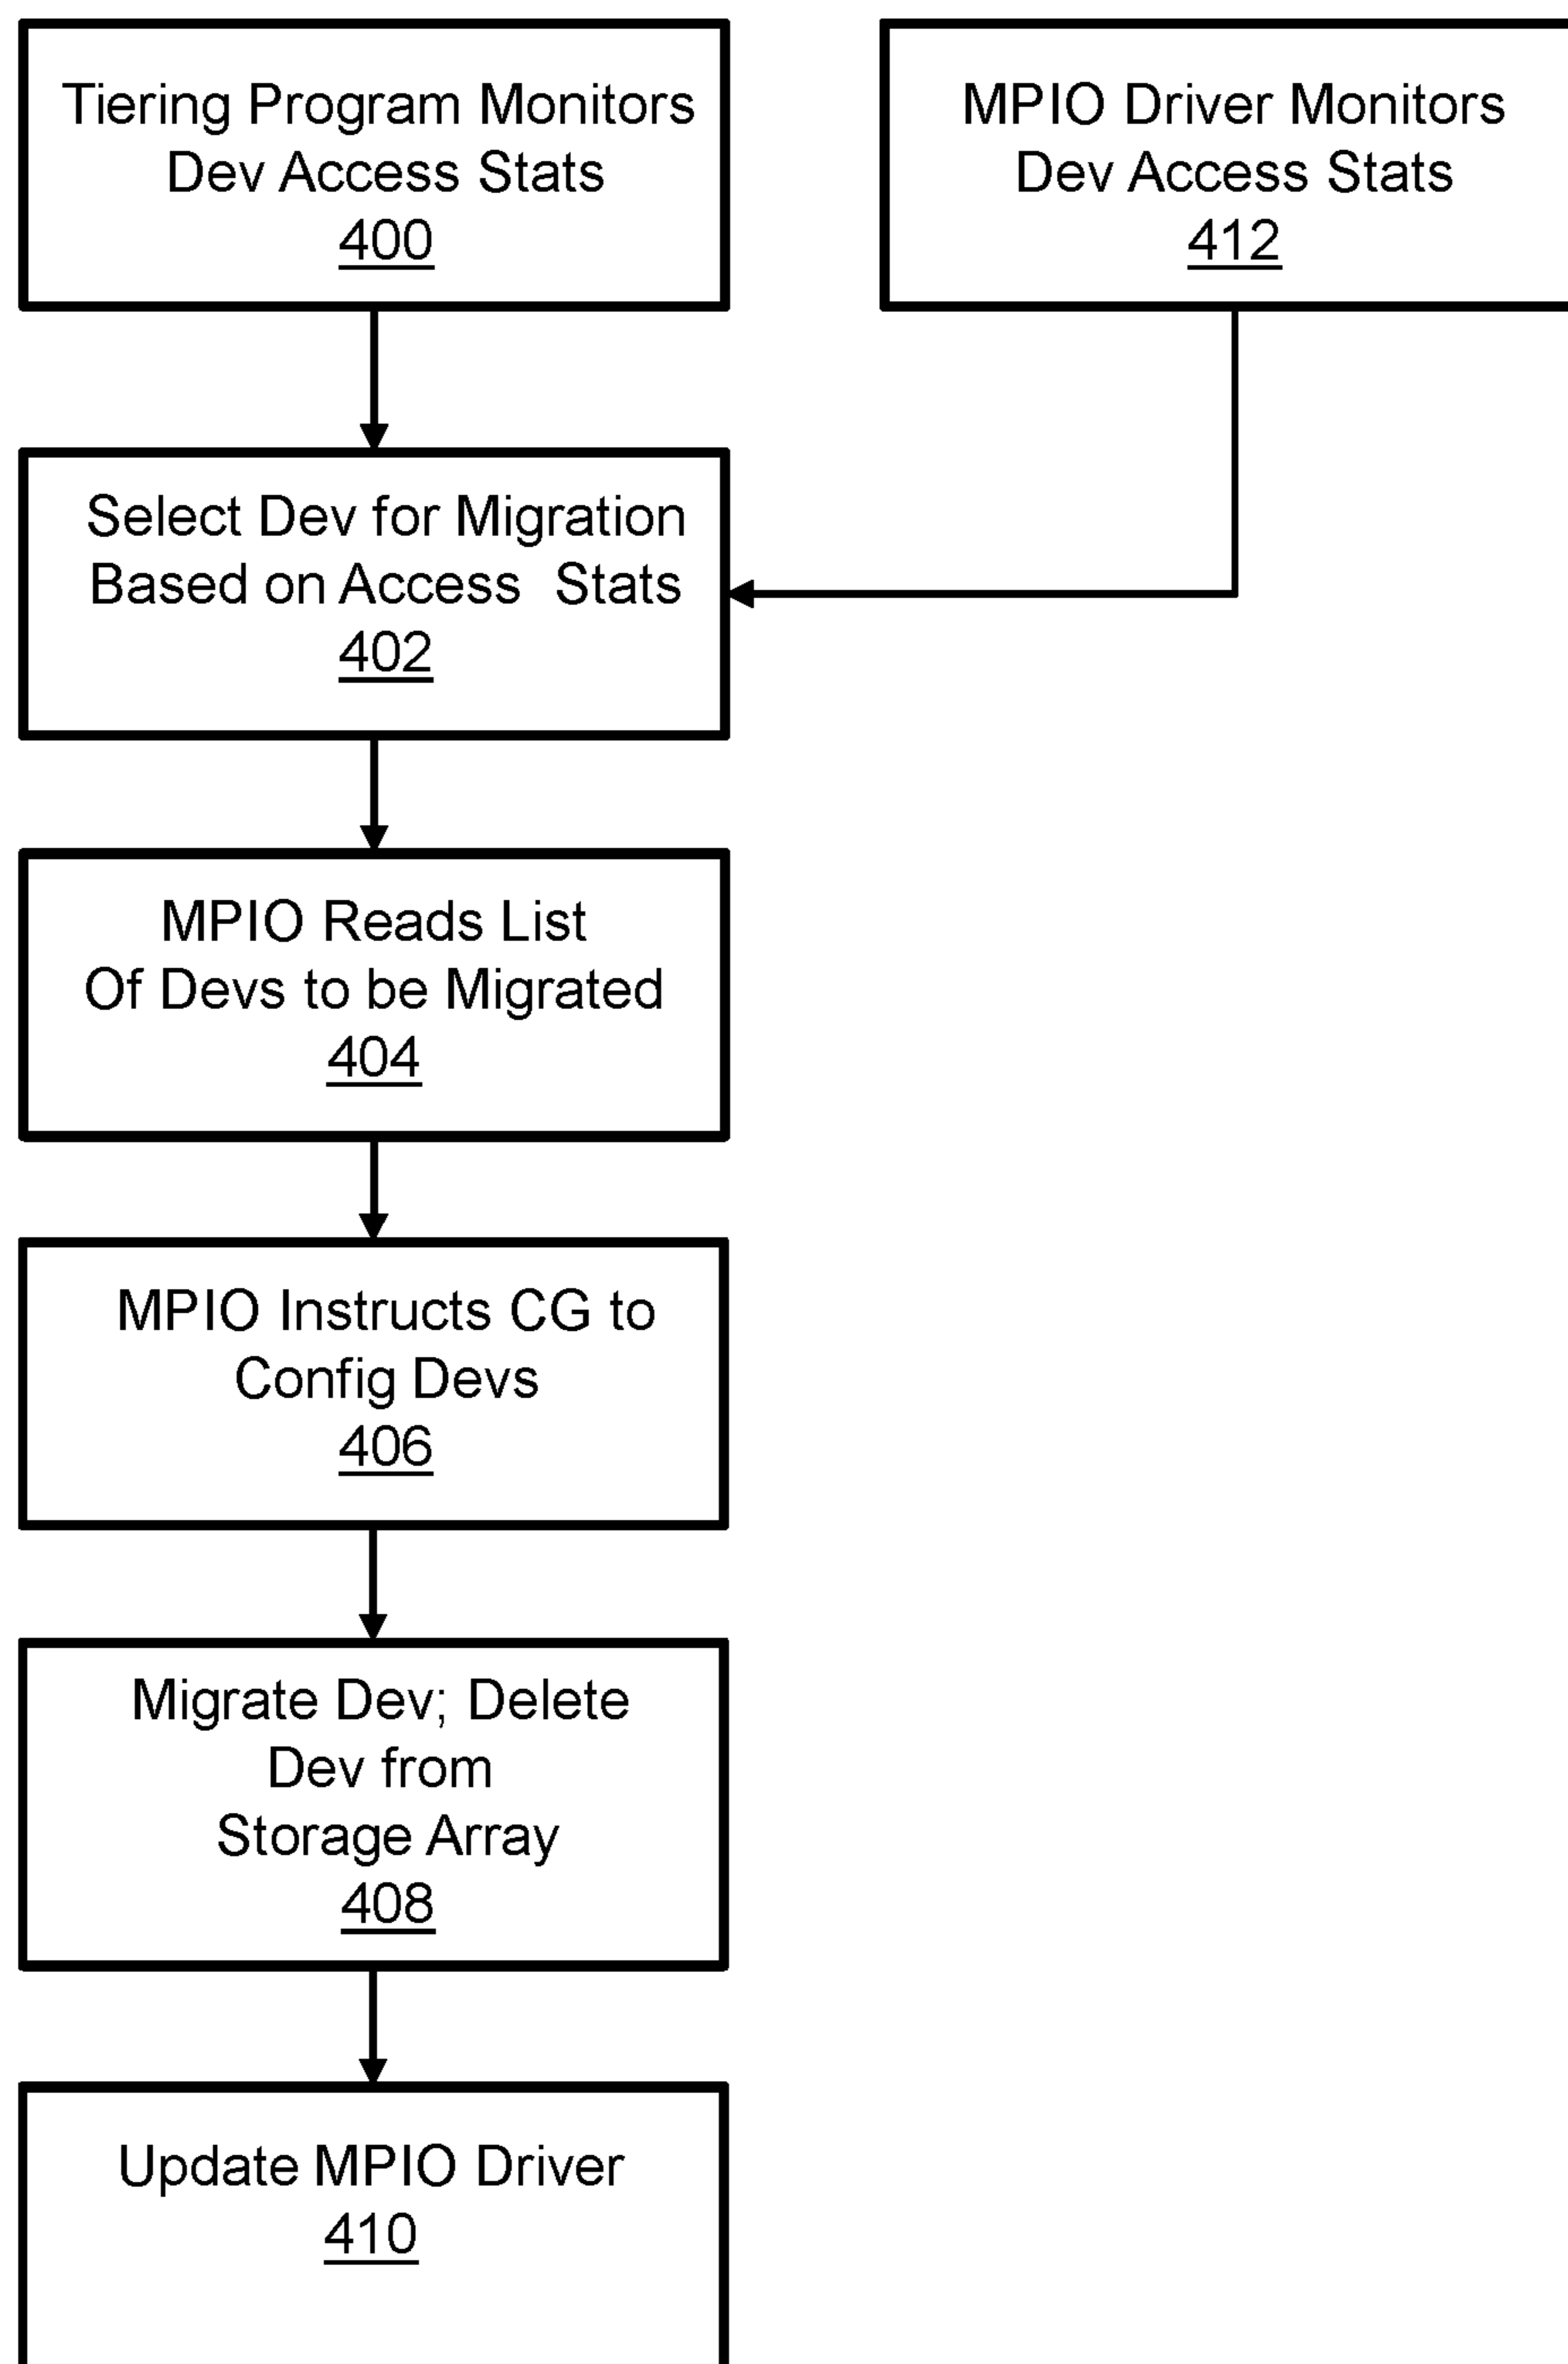 Tiering Program Monitors
Dev Access Stats
400
MPIO Driver Monitors
Dev Access Stats
412
Select Dev for Migration
Based on Access Stats
402
MPIO Reads List
Of Devs to be Migrated
404
MPIO Instructs CG to
Config Devs
406
Migrate Dev; Delete
Dev from
Storage Array
408
Update MPIO Driver
410